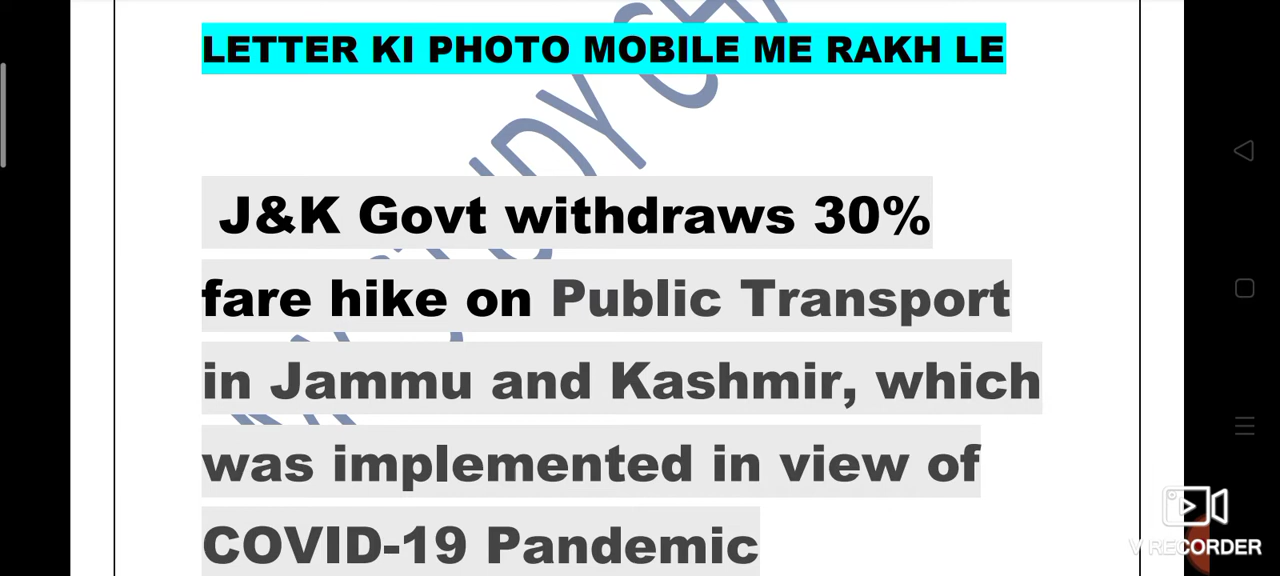 LETTER KI PHOTO MOBILE ME RAKH LE
J&K Govt withdraws 30%
fare hike on Public Transport
in Jammu and Kashmir, which
was implemented in view of
COVID-19 Pandemic
V RECORDER